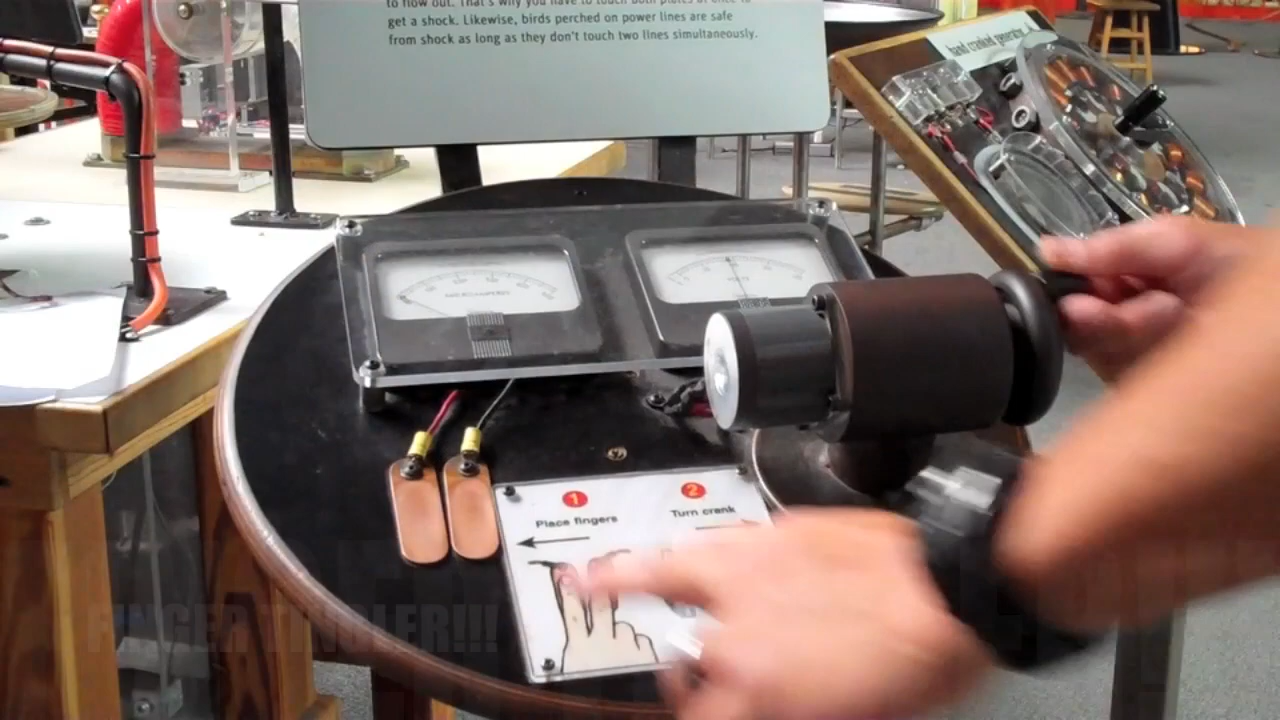 to flow out. That's why you have to touch both plates at once to
get a shock. Likewise, birds perched on power lines are safe
from shock as long as they don't touch two lines simultaneously.
hand cranked generator
1
Place fingers
2
Turn crank
FINGER TINGLER!!!